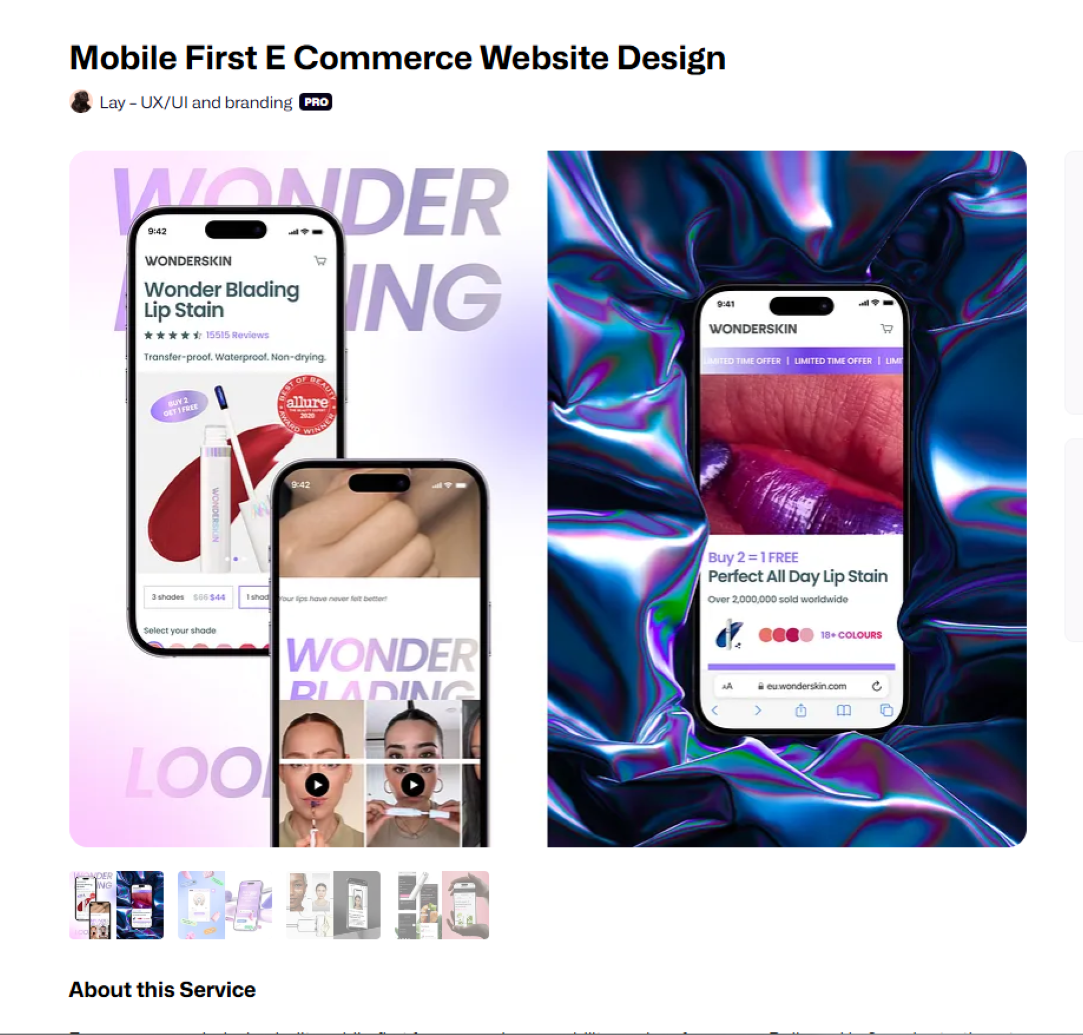 Mobile First E Commerce Website Design
Lay – UX/UI and branding PRO
WONDER
BLADING
9:42
WONDERSKIN
Wonder Blading
Lip Stain
15515 Reviews
Transfer-proof. Waterproof. Non-drying.
BUY 2
GET 1 FREE
BEST OF BEAUTY
allure
2020
AWARD WINNER
WONDERSKIN
3 shades $66 $44
1 shad
Select your shade
LOO
9:42
Your lips have never felt better!
WONDER
BLADING
9:41
WONDERSKIN
LIMITED TIME OFFER | LIMITED TIME OFFER | LIMI
Buy 2 = 1 FREE
Perfect All Day Lip Stain
Over 2,000,000 sold worldwide
18+ COLOURS
AA eu.wonderskin.com
About this Service